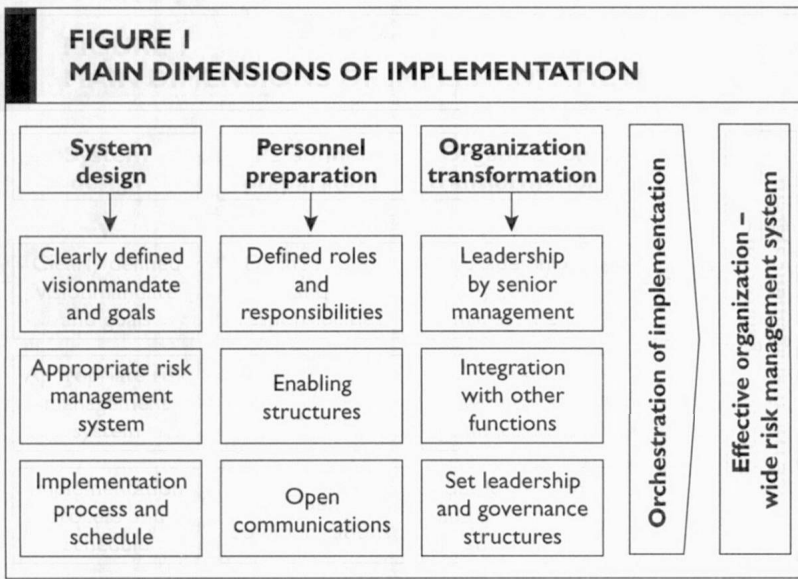 FIGURE I
MAIN DIMENSIONS OF IMPLEMENTATION
System
design
Personnel
preparation
Organization
transformation
Clearly defined
visionmandate
and goals
Defined roles
and
responsibilities
Leadership
by senior
management
Appropriate risk
management
system
Enabling
structures
Integration
with other
functions
Implementation
process and
schedule
Open
communications
Set leadership
and governance
structures
Orchestration of implementation
Effective organization –
wide risk management system